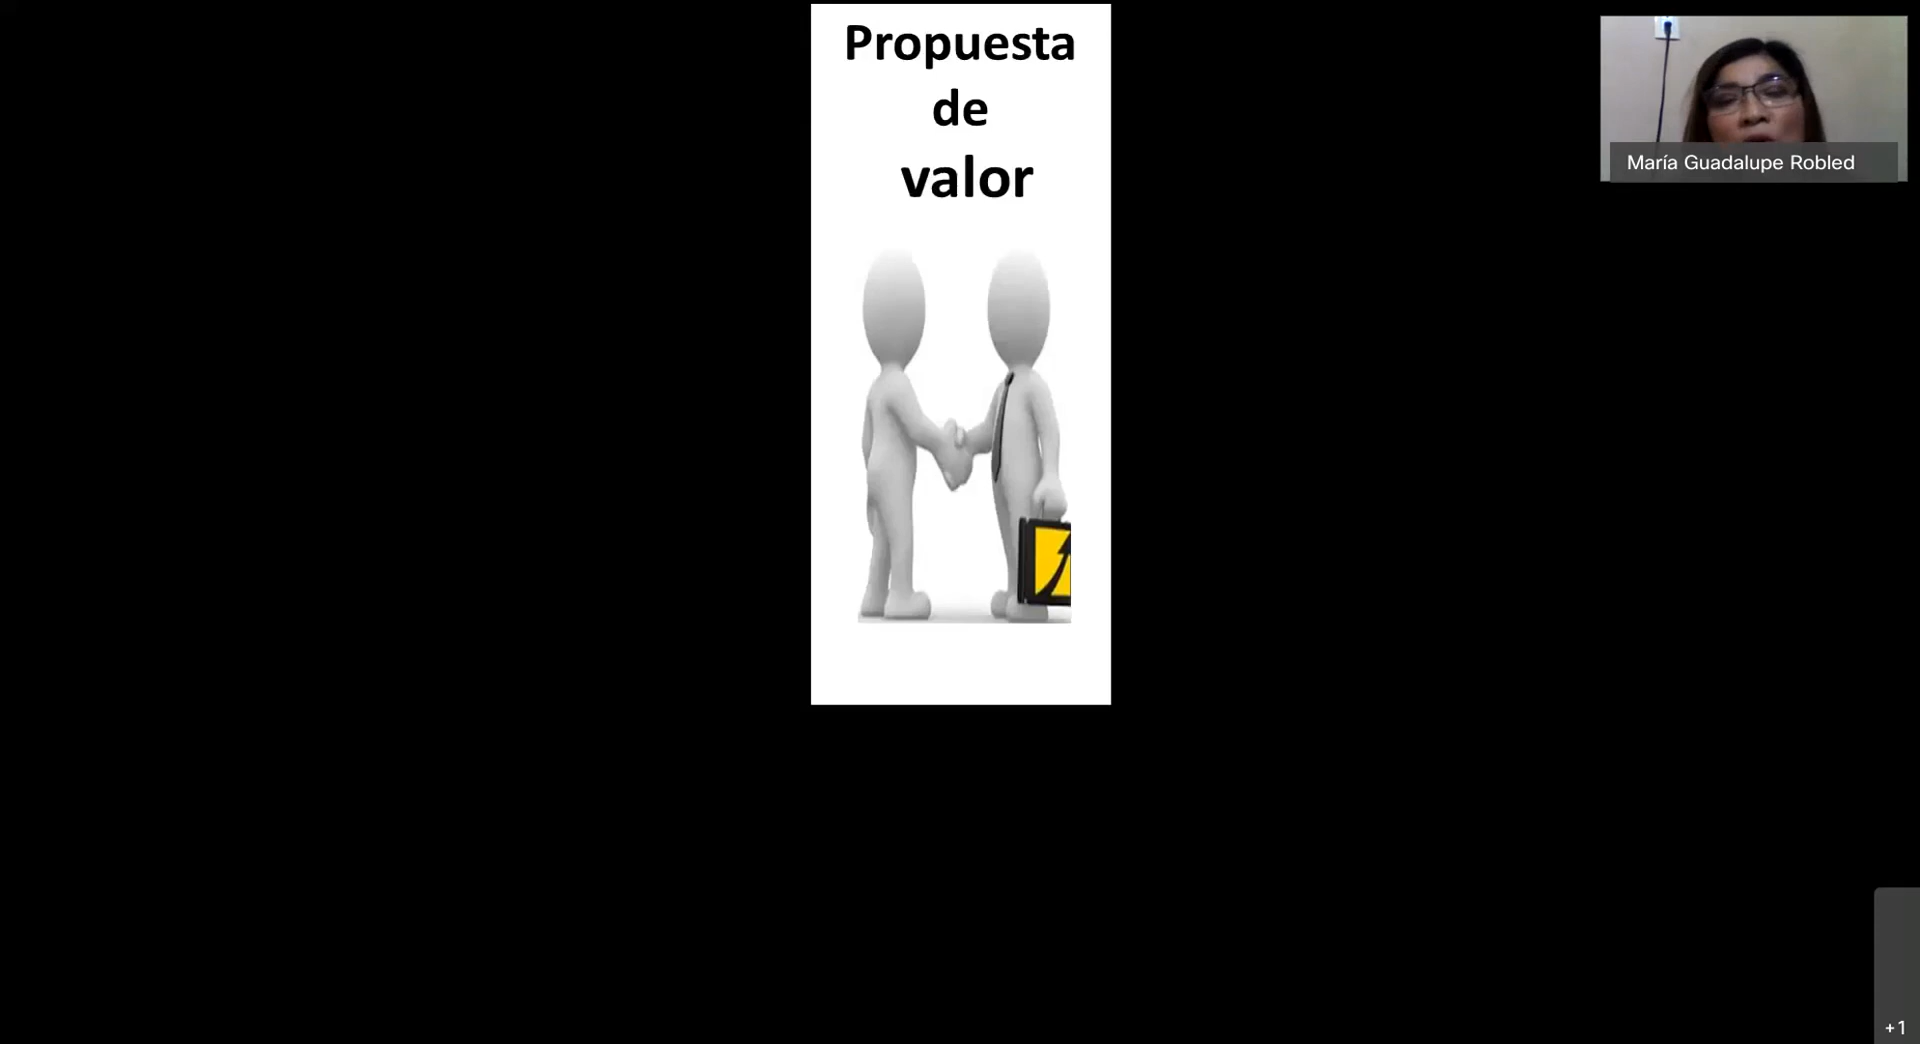 Propuesta
de
valor
María Guadalupe Robled
+1